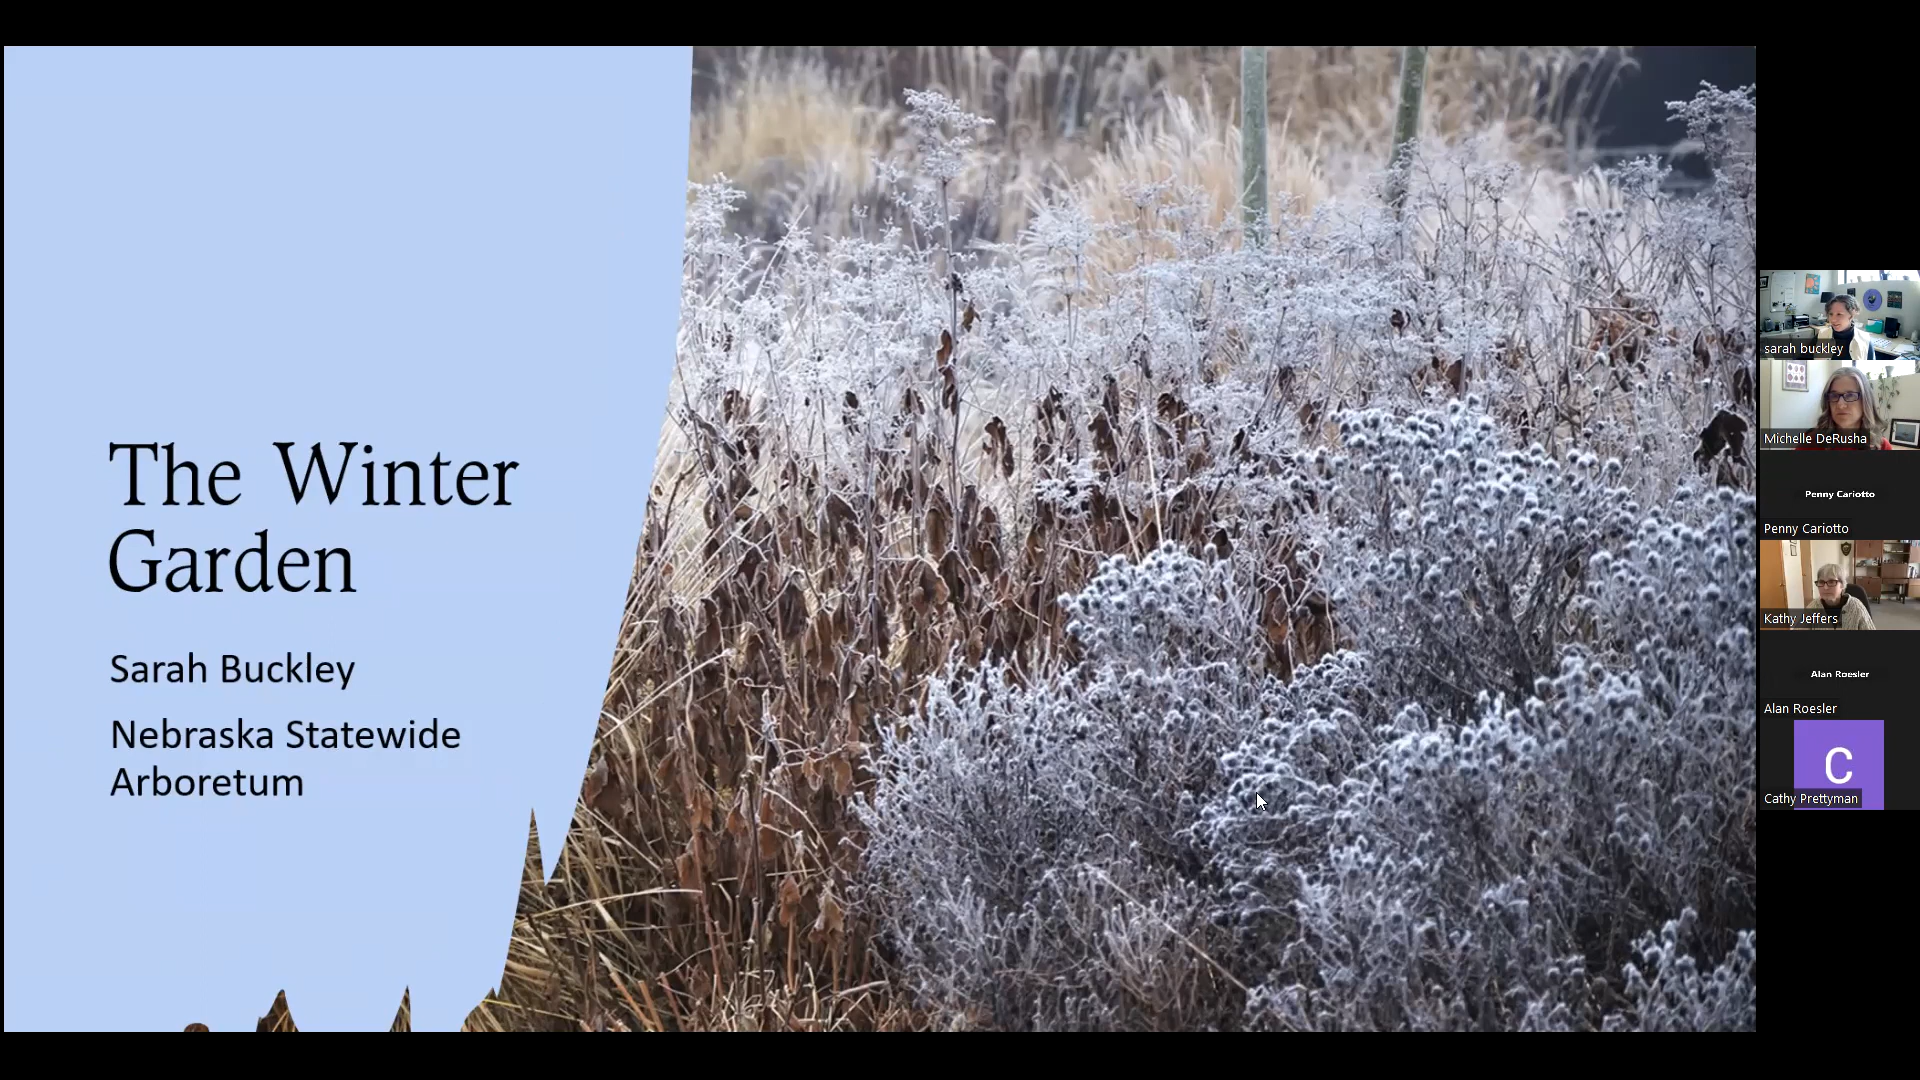 The Winter
Garden
Sarah Buckley
Nebraska Statewide
Arboretum
sarah buckley
Michelle DeRusha
Penny Cariotto
Penny Cariotto
Kathy Jeffers
Alan Roesler
Alan Roesler
C
Cathy Prettyman